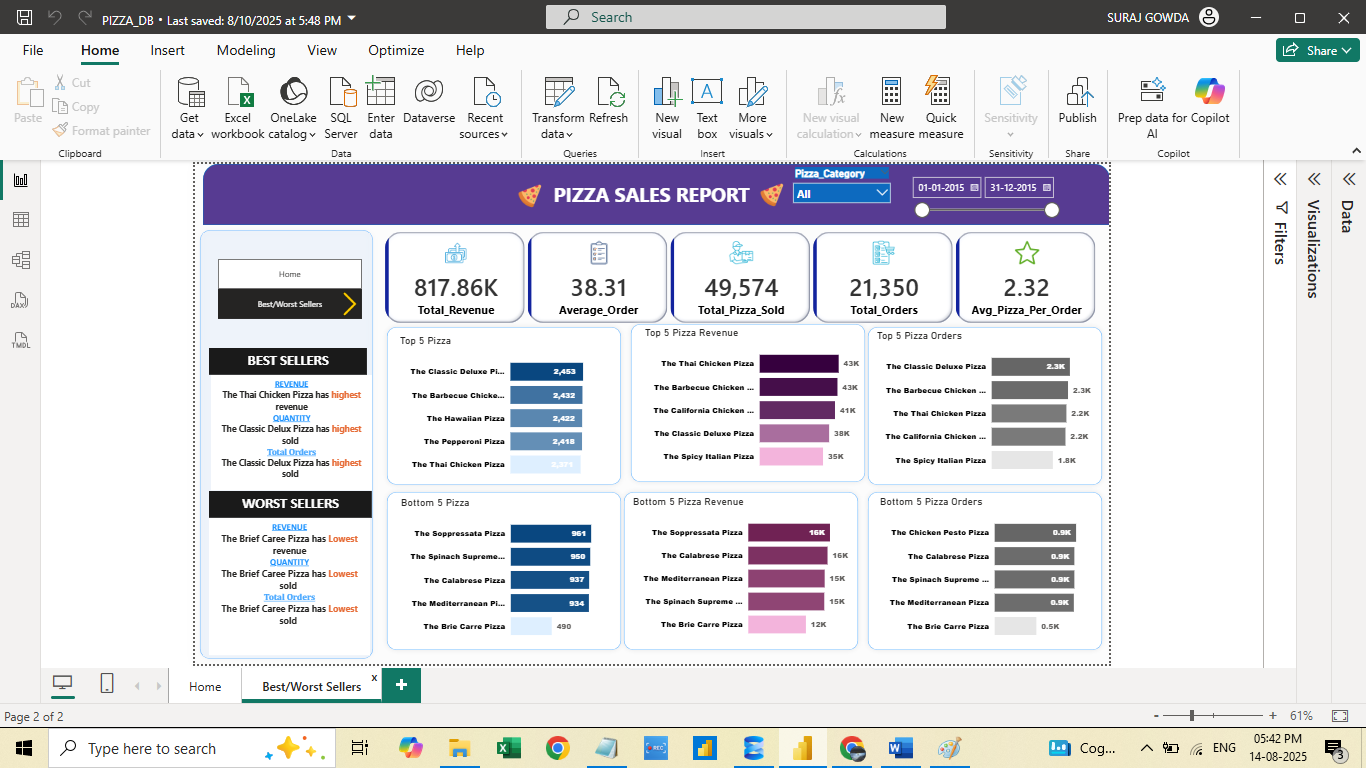 PIZZA_DB • Last saved: 8/10/2025 at 5:48 PM
Search
SURAJ GOWDA
File
Home
Insert
Modeling
View
Optimize
Help
Share
Paste
Cut
Copy
Format painter
Clipboard
Get data
Excel workbook
OneLake catalog
SQL Server
Enter data
Dataverse
Recent sources
Data
Transform data
Refresh
Queries
New visual
Text box
More visuals
Insert
New visual calculation
New measure
Quick measure
Calculations
Sensitivity
Sensitivity
Publish
Share
Prep data for AI
Copilot
Copilot
PIZZA SALES REPORT
Pizza_Category
All
01-01-2015
31-12-2015
Home
Best/Worst Sellers
817.86K
Total_Revenue
38.31
Average_Order
49,574
Total_Pizza_Sold
21,350
Total_Orders
2.32
Avg_Pizza_Per_Order
BEST SELLERS
REVENUE
The Thai Chicken Pizza has highest
revenue
QUANTITY
The Classic Delux Pizza has highest
sold
Total Orders
The Classic Delux Pizza has highest
sold
WORST SELLERS
REVENUE
The Brief Caree Pizza has Lowest
revenue
QUANTITY
The Brief Caree Pizza has Lowest
sold
Total Orders
The Brief Caree Pizza has Lowest
sold
Top 5 Pizza
The Classic Deluxe Pi... 2,453
The Barbecue Chicke... 2,432
The Hawaiian Pizza 2,422
The Pepperoni Pizza 2,418
The Thai Chicken Pizza 2,371
Top 5 Pizza Revenue
The Thai Chicken Pizza 43K
The Barbecue Chicken ... 43K
The California Chicken ... 41K
The Classic Deluxe Pizza 38K
The Spicy Italian Pizza 35K
Top 5 Pizza Orders
The Classic Deluxe Pizza 2.3K
The Barbecue Chicken ... 2.3K
The Thai Chicken Pizza 2.2K
The California Chicken ... 2.2K
The Spicy Italian Pizza 1.8K
Bottom 5 Pizza
The Soppressata Pizza 961
The Spinach Supreme... 950
The Calabrese Pizza 937
The Mediterranean Pi... 934
The Brie Carre Pizza 490
Bottom 5 Pizza Revenue
The Soppressata Pizza 16K
The Calabrese Pizza 16K
The Mediterranean Pizza 15K
The Spinach Supreme ... 15K
The Brie Carre Pizza 12K
Bottom 5 Pizza Orders
The Chicken Pesto Pizza 0.9K
The Calabrese Pizza 0.9K
The Spinach Supreme ... 0.9K
The Mediterranean Pizza 0.9K
The Brie Carre Pizza 0.5K
Filters
Visualizations
Data
DAX
TMDL
Home
Best/Worst Sellers
x
+
Page 2 of 2
- + 61%
Type here to search
REC
Cog...
ENG
05:42 PM
14-08-2025
3